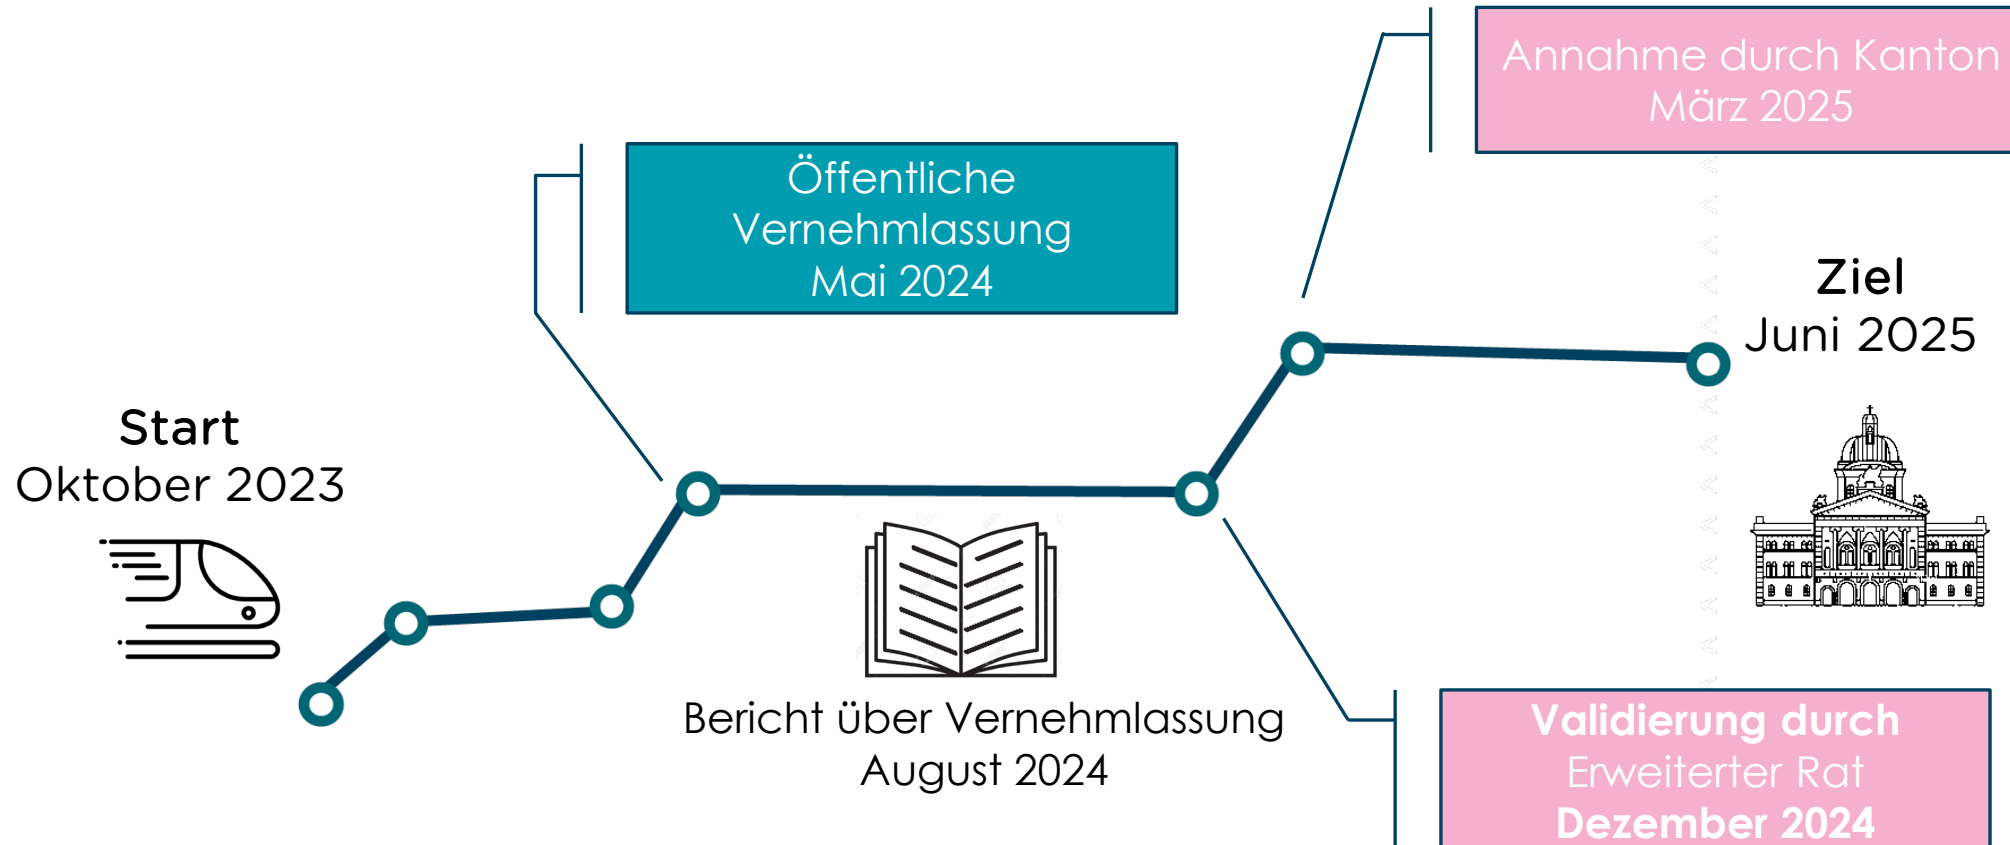 Start
Oktober 2023
Öffentliche
Vernehmlassung
Mai 2024
Bericht über Vernehmlassung
August 2024
Validierung durch
Erweiterter Rat
Dezember 2024
Annahme durch Kanton
März 2025
Ziel
Juni 2025